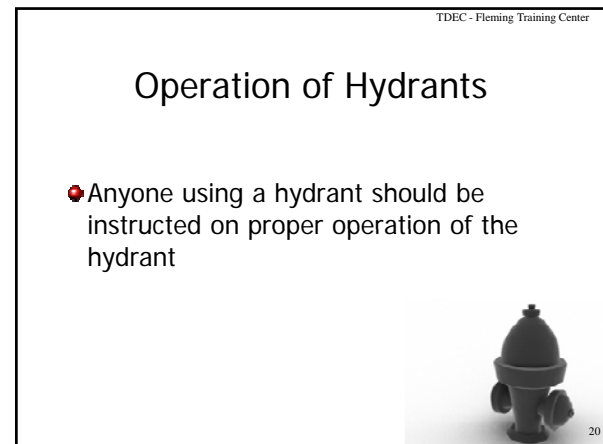 TDEC - Fleming Training Center
Operation of Hydrants
Anyone using a hydrant should be
instructed on proper operation of the
hydrant
20